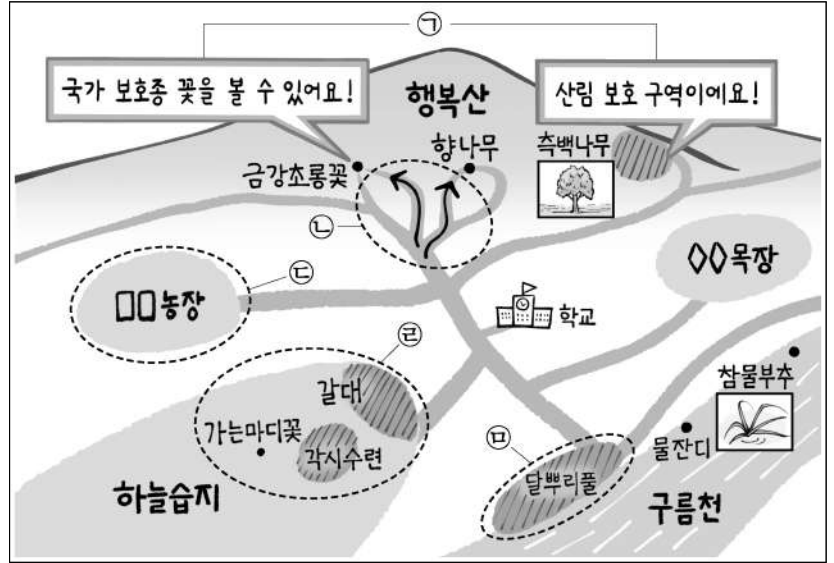 ㉠
국가 보호종 꽃을 볼 수 있어요!
산림 보호 구역이에요!
행복산
향나무
측백나무
금강초롱꽃
㉡
㉢
□□농장
◇◇목장
학교
㉣
갈대
가는마디꽃
각시수련
하늘습지
참물부추
㉤
물잔디
달뿌리풀
구름천